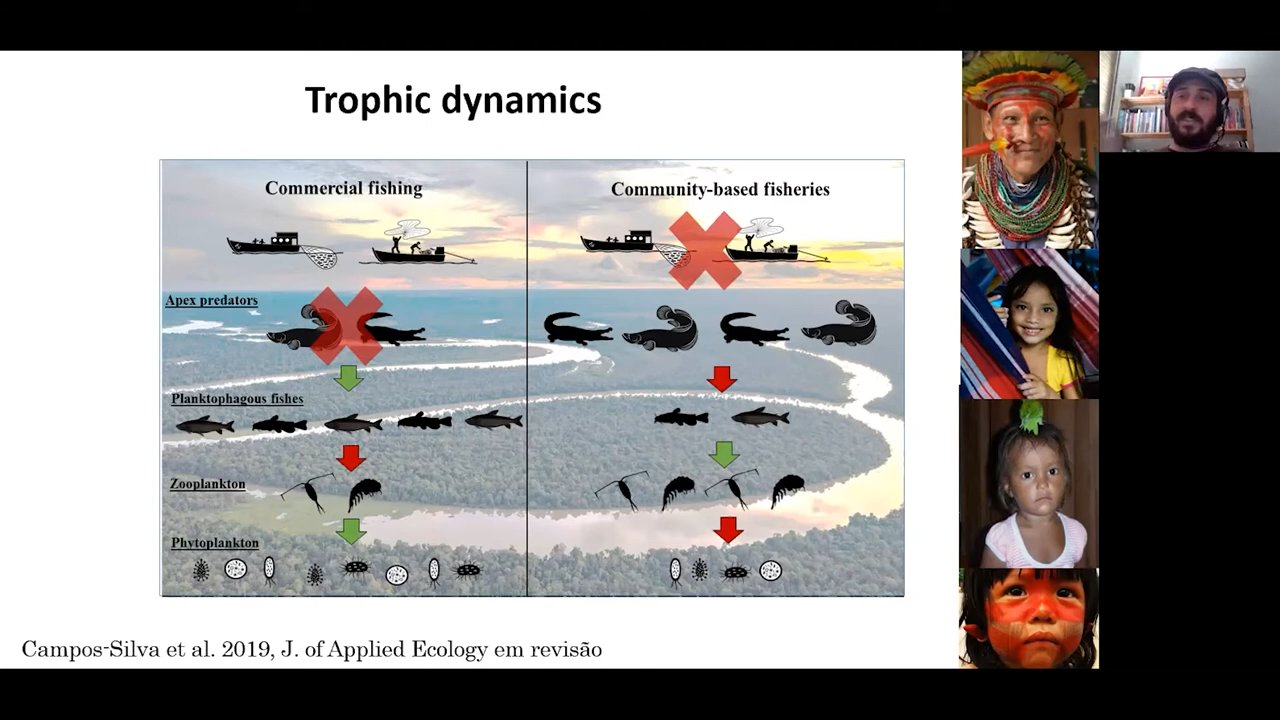 Trophic dynamics
Commercial fishing
Community-based fisheries
Apex predators
Planktophagous fishes
Zooplankton
Phytoplankton
Campos-Silva et al. 2019, J. of Applied Ecology em revisão